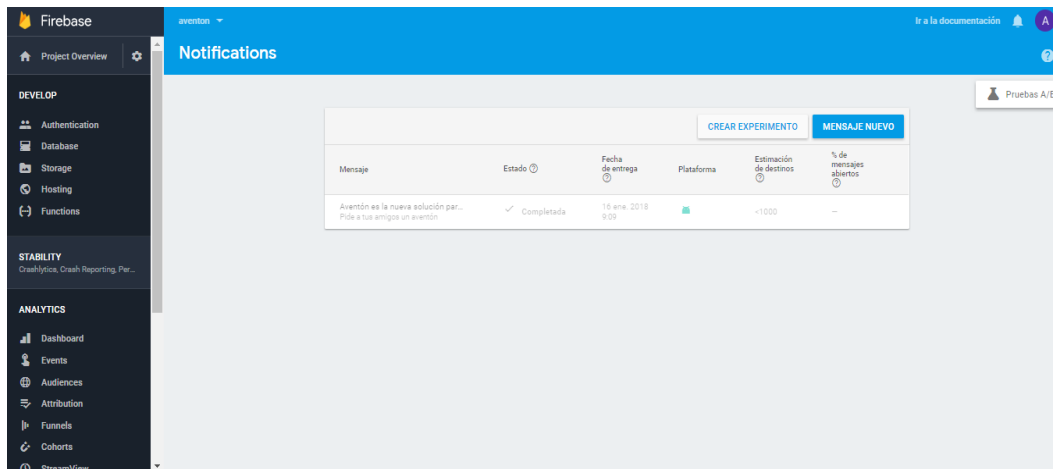 Firebase
aventon
Ir a la documentación
A
Project Overview
Notifications
?
DEVELOP
Pruebas A/B
Authentication
Database
Storage
Hosting
Functions
CREAR EXPERIMENTO
MENSAJE NUEVO
Mensaje
Estado
Fecha
de entrega
Plataforma
Estimación
de destinos
% de
mensajes
abiertos
Aventón es la nueva solución par...
Pide a tus amigos un aventón
Completada
16 ene. 2018
9:09
<1000
—
STABILITY
Crashlytics, Crash Reporting, Per...
ANALYTICS
Dashboard
Events
Audiences
Attribution
Funnels
Cohorts
StreamView